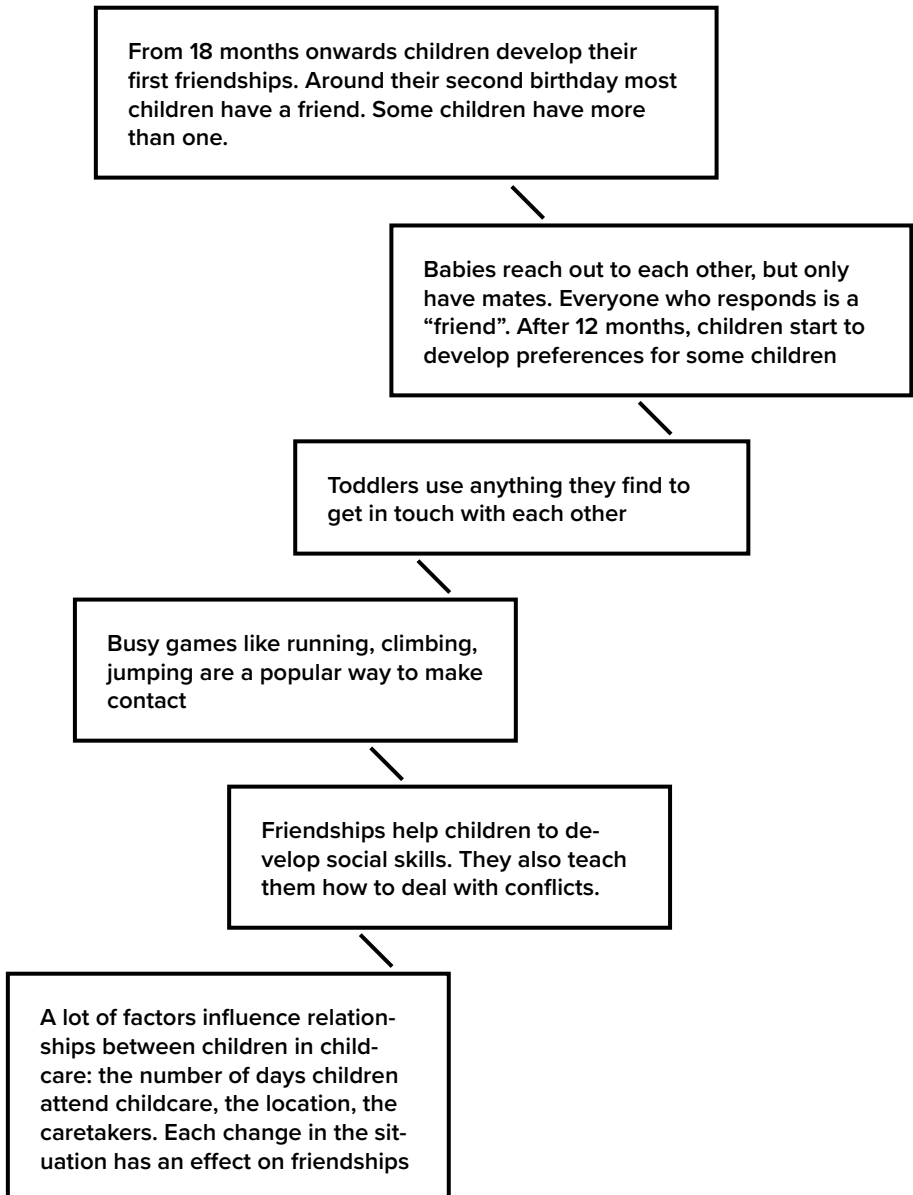 From 18 months onwards children develop their
first friendships. Around their second birthday most
children have a friend. Some children have more
than one.
Babies reach out to each other, but only
have mates. Everyone who responds is a
“friend”. After 12 months, children start to
develop preferences for some children
Toddlers use anything they find to
get in touch with each other
Busy games like running, climbing,
jumping are a popular way to make
contact
Friendships help children to de-
velop social skills. They also teach
them how to deal with conflicts.
A lot of factors influence relation-
ships between children in child-
care: the number of days children
attend childcare, the location, the
caretakers. Each change in the sit-
uation has an effect on friendships